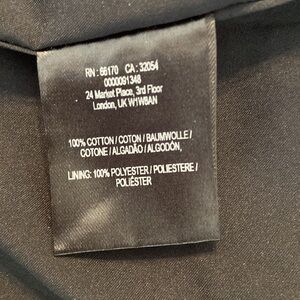 RN : 66170 CA : 32054
0000091348
24 Market Place, 3rd Floor
London, UK W1W8AN
100% COTTON / COTON / BAUMWOLLE /
COTONE / ALGADÃO / ALGODÓN,
LINING: 100% POLYESTER / POLIESTERE /
POLIÉSTER